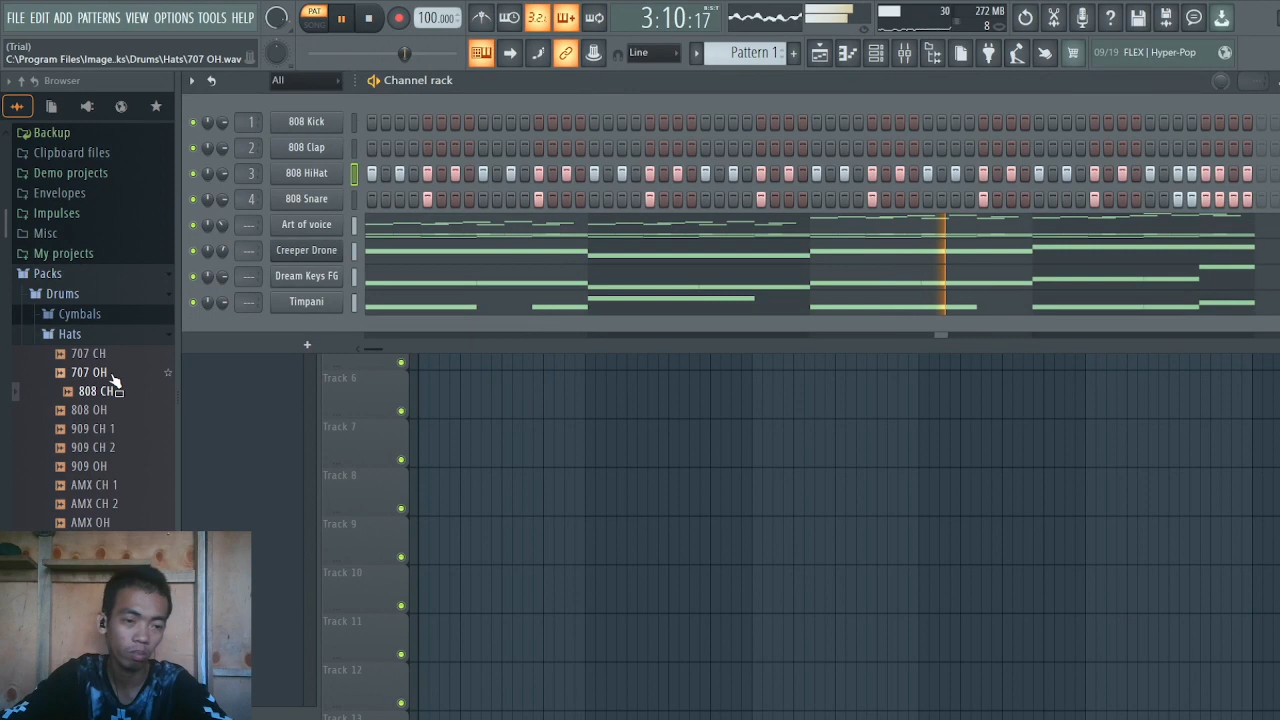 FILE EDIT ADD PATTERNS VIEW OPTIONS TOOLS HELP
(Trial)
C:\Program Files\Image..ks\Drums\Hats\707 OH.wav
PAT
SONG
100.000
3.2.
3:10:17
30
272 MB
8
Line
Pattern 1
+
09/19 FLEX | Hyper-Pop
Browser
All
Channel rack
Backup
Clipboard files
Demo projects
Envelopes
Impulses
Misc
My projects
Packs
Drums
Cymbals
Hats
707 CH
707 OH
808 CH
808 OH
909 CH 1
909 CH 2
909 OH
AMX CH 1
AMX CH 2
AMX OH
1 808 Kick
2 808 Clap
3 808 HiHat
4 808 Snare
--- Art of voice
--- Creeper Drone
--- Dream Keys FG
--- Timpani
+
Track 6
Track 7
Track 8
Track 9
Track 10
Track 11
Track 12
Track 13